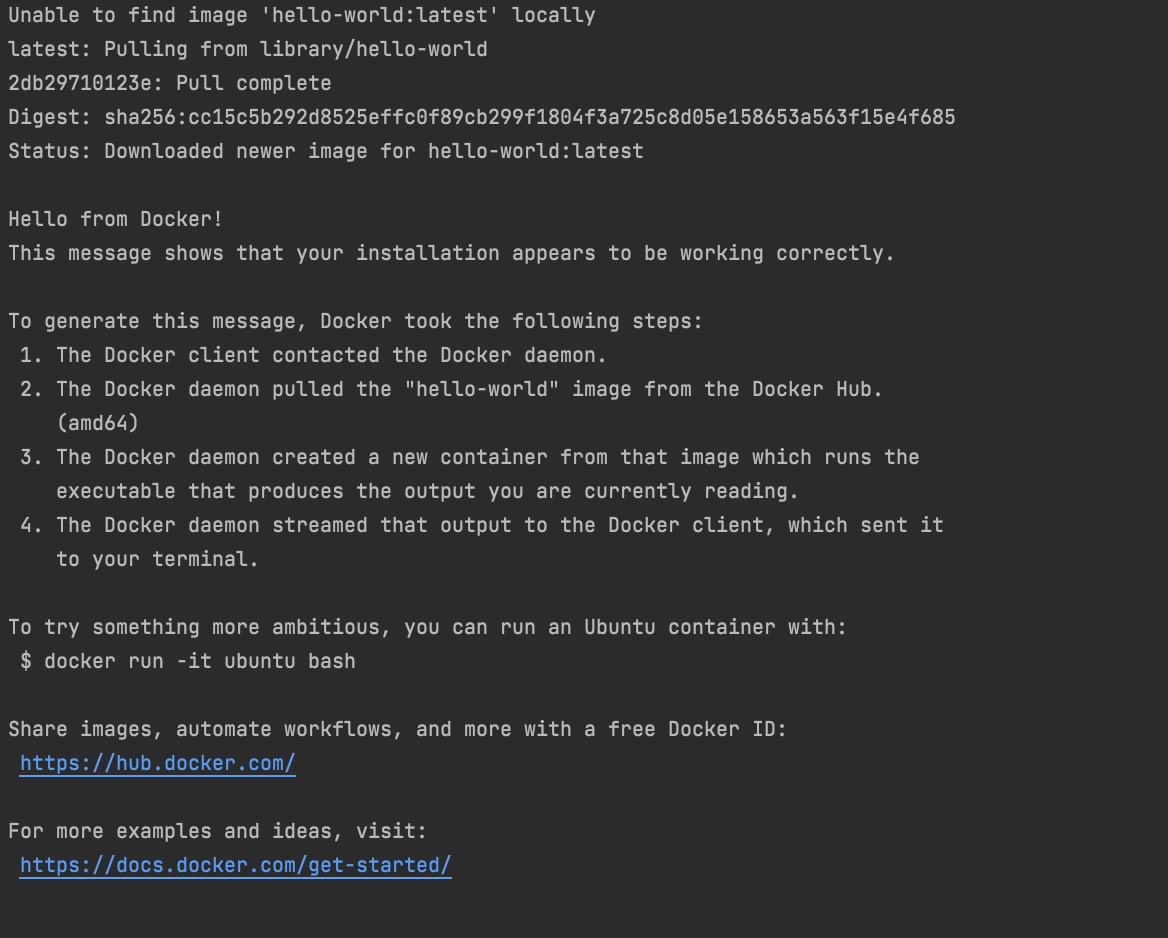 Unable to find image 'hello-world:latest' locally
latest: Pulling from library/hello-world
2db29710123e: Pull complete
Digest: sha256:cc15c5b292d8525effc0f89cb299f1804f3a725c8d05e158653a563f15e4f685
Status: Downloaded newer image for hello-world:latest

Hello from Docker!
This message shows that your installation appears to be working correctly.

To generate this message, Docker took the following steps:
 1. The Docker client contacted the Docker daemon.
 2. The Docker daemon pulled the "hello-world" image from the Docker Hub.
    (amd64)
 3. The Docker daemon created a new container from that image which runs the
    executable that produces the output you are currently reading.
 4. The Docker daemon streamed that output to the Docker client, which sent it
    to your terminal.

To try something more ambitious, you can run an Ubuntu container with:
 $ docker run -it ubuntu bash

Share images, automate workflows, and more with a free Docker ID:
 https://hub.docker.com/

For more examples and ideas, visit:
 https://docs.docker.com/get-started/